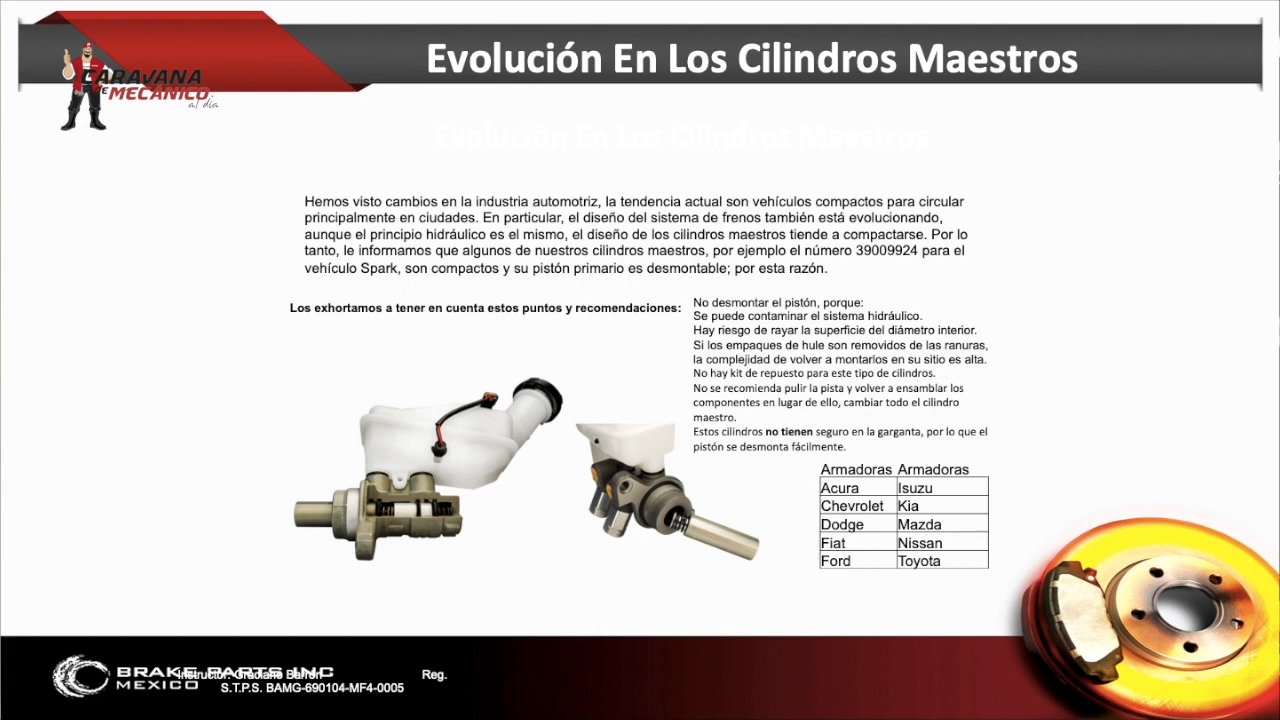 Evolución En Los Cilindros Maestros
CARAVANA
DE MECÁNICO
al día
Evolución En Los Cilindros Maestros
Hemos visto cambios en la industria automotriz, la tendencia actual son vehículos compactos para circular
principalmente en ciudades. En particular, el diseño del sistema de frenos también está evolucionando,
aunque el principio hidráulico es el mismo, el diseño de los cilindros maestros tiende a compactarse. Por lo
tanto, le informamos que algunos de nuestros cilindros maestros, por ejemplo el número 39009924 para el
vehículo Spark, son compactos y su pistón primario es desmontable; por esta razón.
Los exhortamos a tener en cuenta estos puntos y recomendaciones:
No desmontar el pistón, porque:
Se puede contaminar el sistema hidráulico.
Hay riesgo de rayar la superficie del diámetro interior.
Si los empaques de hule son removidos de las ranuras,
la complejidad de volver a montarlos en su sitio es alta.
No hay kit de repuesto para este tipo de cilindros.
No se recomienda pulir la pista y volver a ensamblar los
componentes en lugar de ello, cambiar todo el cilindro
maestro.
Estos cilindros no tienen seguro en la garganta, por lo que el
pistón se desmonta fácilmente.
Armadoras Armadoras
Acura Isuzu
Chevrolet Kia
Dodge Mazda
Fiat Nissan
Ford Toyota
BRAKE PARTS INC
MEXICO
Instructor: Graciano Barrón Reg.
S.T.P.S. BAMG-690104-MF4-0005